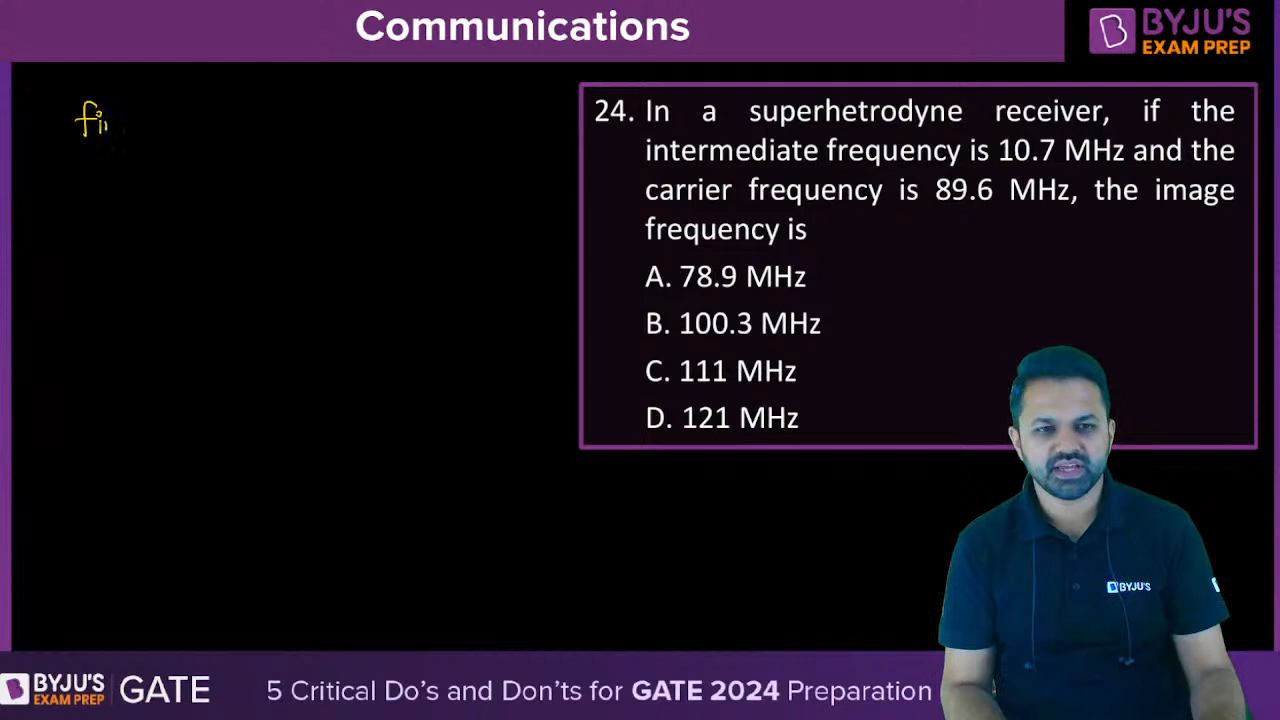 Communications
BYJU'S
EXAM PREP
fi
24. In a superhetrodyne receiver, if the
intermediate frequency is 10.7 MHz and the
carrier frequency is 89.6 MHz, the image
frequency is
A. 78.9 MHz
B. 100.3 MHz
C. 111 MHz
D. 121 MHz
BYJU'S
BYJU'S
EXAM PREP
GATE
5 Critical Do's and Don'ts for GATE 2024 Preparation